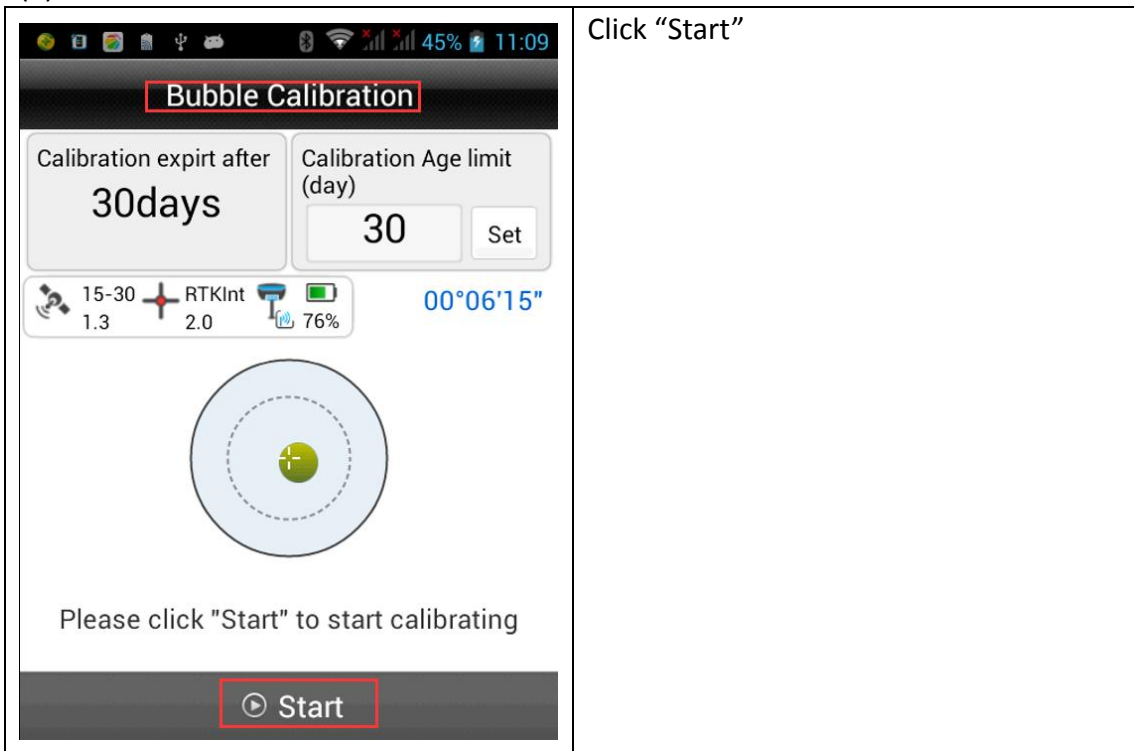 45% 11:09
Bubble Calibration
Calibration expirt after
30days
Calibration Age limit
(day)
30 Set
15-30 RTKInt
1.3 2.0 76%
00°06'15"
Please click "Start" to start calibrating
Start
Click “Start”